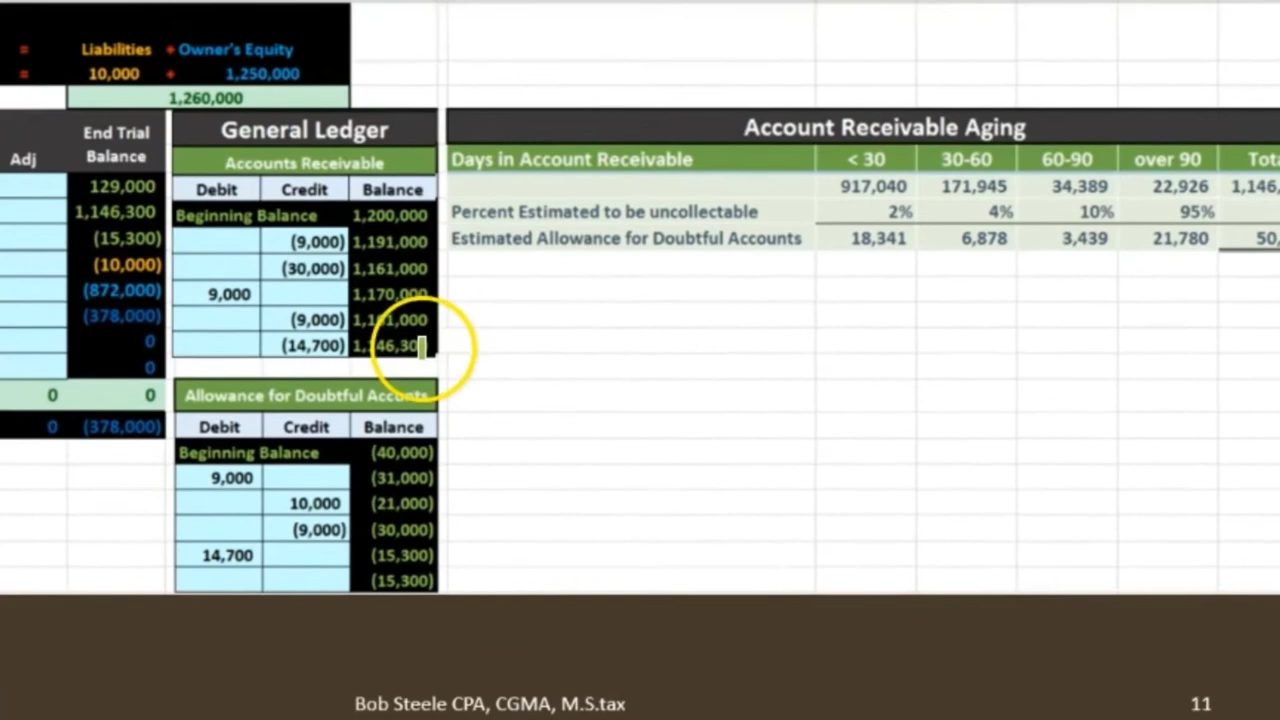 = Liabilities + Owner's Equity
= 10,000 + 1,250,000
1,260,000
Adj End Trial Balance
129,000
1,146,300
(15,300)
(10,000)
(872,000)
(378,000)
0
0
0 0
0 (378,000)
General Ledger
Accounts Receivable
Debit Credit Balance
Beginning Balance 1,200,000
(9,000) 1,191,000
(30,000) 1,161,000
9,000 1,170,000
(9,000)
(14,700)
Allowance for Doubtful Accounts
Debit Credit Balance
Beginning Balance (40,000)
9,000 (31,000)
10,000 (21,000)
(9,000) (30,000)
14,700 (15,300)
(15,300)
Account Receivable Aging
Days in Account Receivable < 30 30-60 60-90 over 90
917,040 171,945 34,389 22,926 1,146,
Percent Estimated to be uncollectable 2% 4% 10% 95%
Estimated Allowance for Doubtful Accounts 18,341 6,878 3,439 21,780 50,
Bob Steele CPA, CGMA, M.S.tax
11